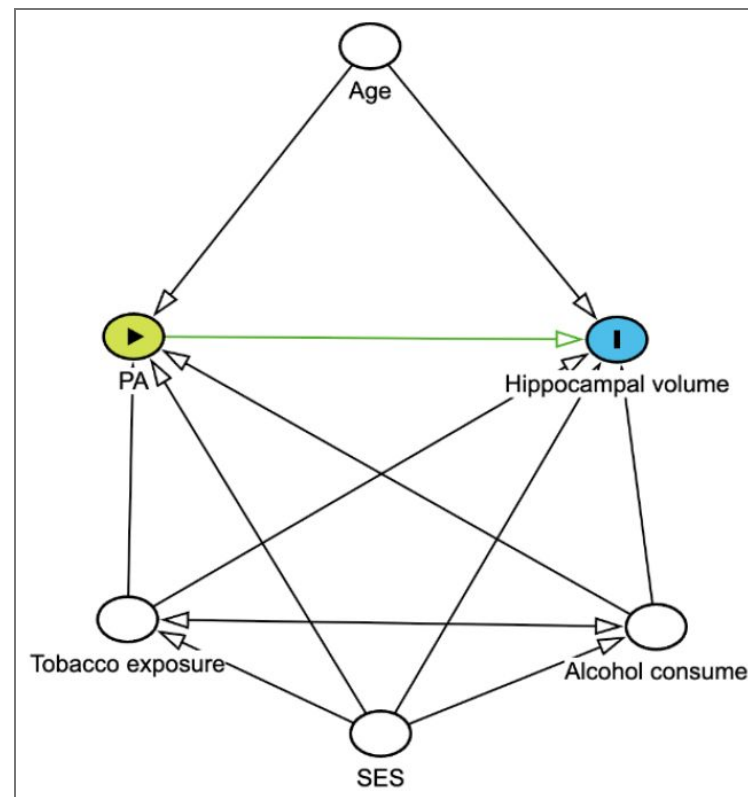 Age
PA
Hippocampal volume
Tobacco exposure
Alcohol consume
SES